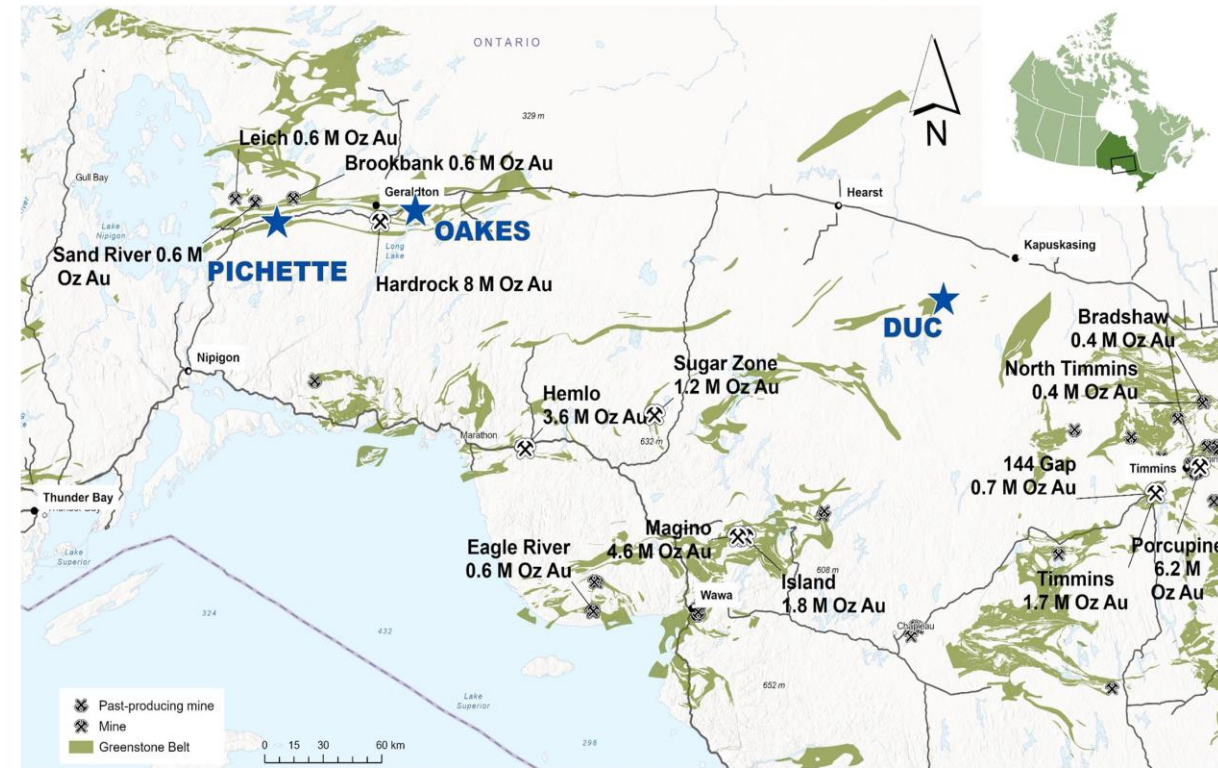 ONTARIO
N
329 m
Leich 0.6 M Oz Au
Brookbank 0.6 M Oz Au
Gull Bay
Geraldton
Hearst
Lake
Nipigon
OAKES
Sand River 0.6 M
Oz Au
Long
Lake
PICHETTE
Hardrock 8 M Oz Au
Kapuskasing
DUC
Bradshaw
0.4 M Oz Au
Nipigon
Sugar Zone
1.2 M Oz Au
North Timmins
0.4 M Oz Au
Hemlo
3.6 M Oz Au
Marathon
632 m
144 Gap
0.7 M Oz Au
Timmins
Thunder Bay
Thunder Bay
Lake
Superior
Magino
4.6 M Oz Au
Eagle River
0.6 M Oz Au
Island
1.8 M Oz Au
608 m
Timmins
1.7 M Oz Au
Porcupine
6.2 M
Oz Au
Wawa
324
432
Chapleau
652 m
Lake
Superior
298
Past-producing mine
Mine
Greenstone Belt
0 15 30 60 km